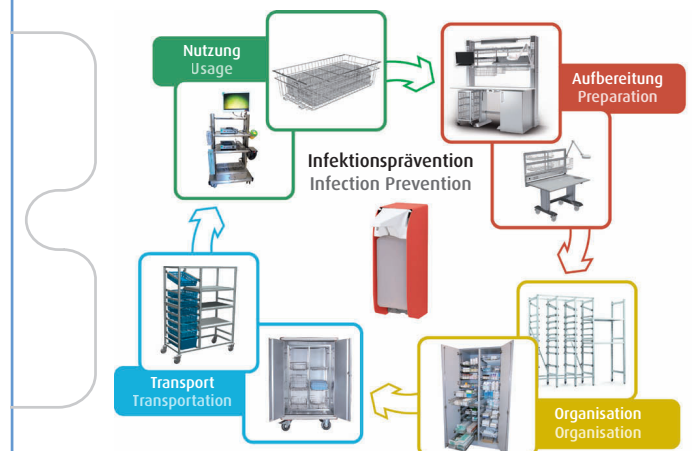 Nutzung
Usage
Aufbereitung
Preparation
Infektionsprävention
Infection Prevention
Transport
Transportation
Organisation
Organisation